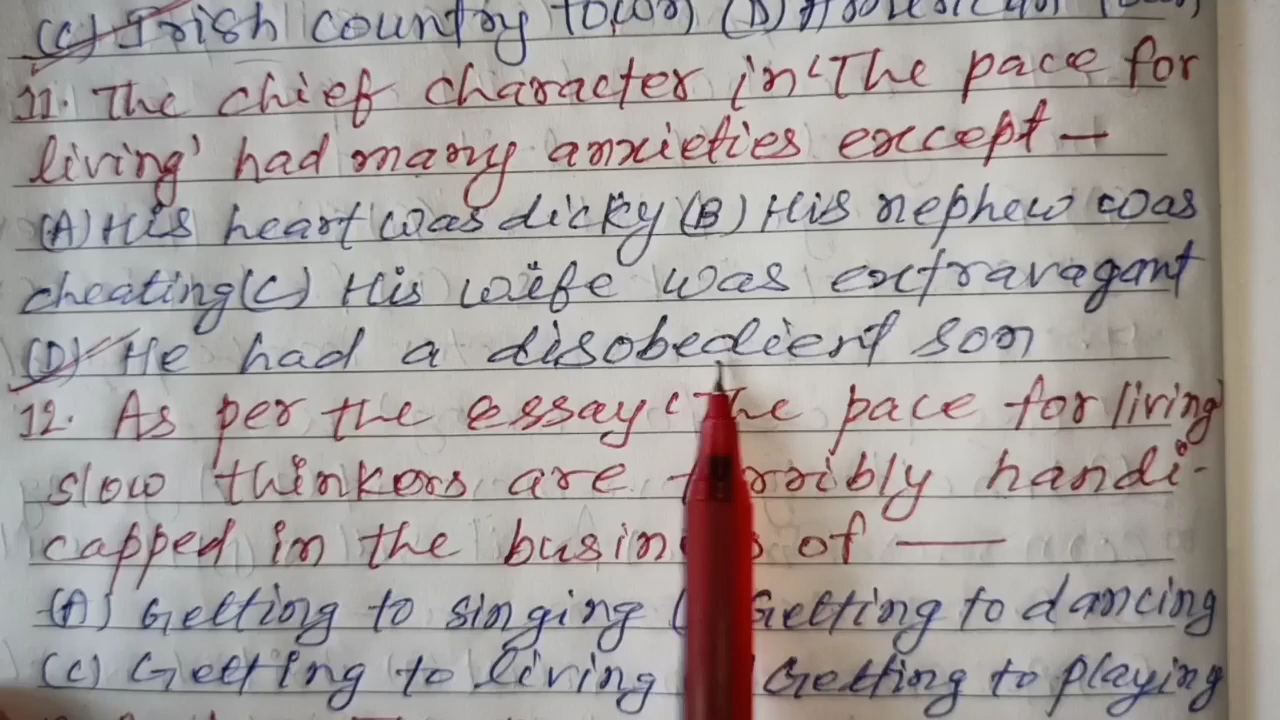 (C) Irish country town (D)
11. The chief character in 'The pace for
living' had many anxieties except —
(A) His heart was dicky (B) His nephew was
cheating (C) His wife was extravagant
(D) He had a disobedient son
12. As per the essay 'The pace for living
slow thinkers are terribly handi-
capped in the business of —
(A) Getting to singing ( Getting to dancing
(C) Getting to living Getting to playing